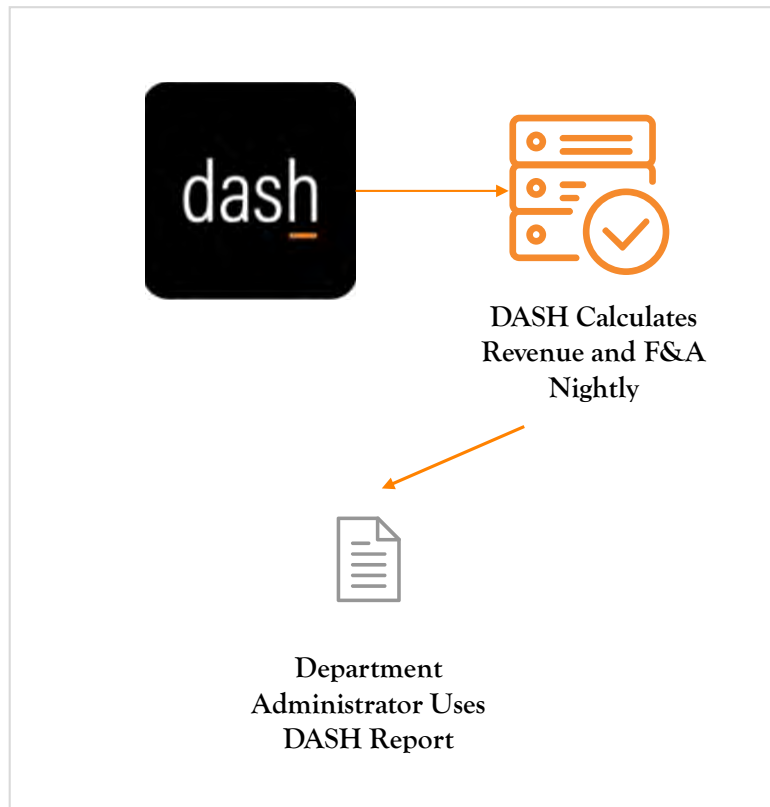 dash
DASH Calculates
Revenue and F&A
Nightly
Department
Administrator Uses
DASH Report